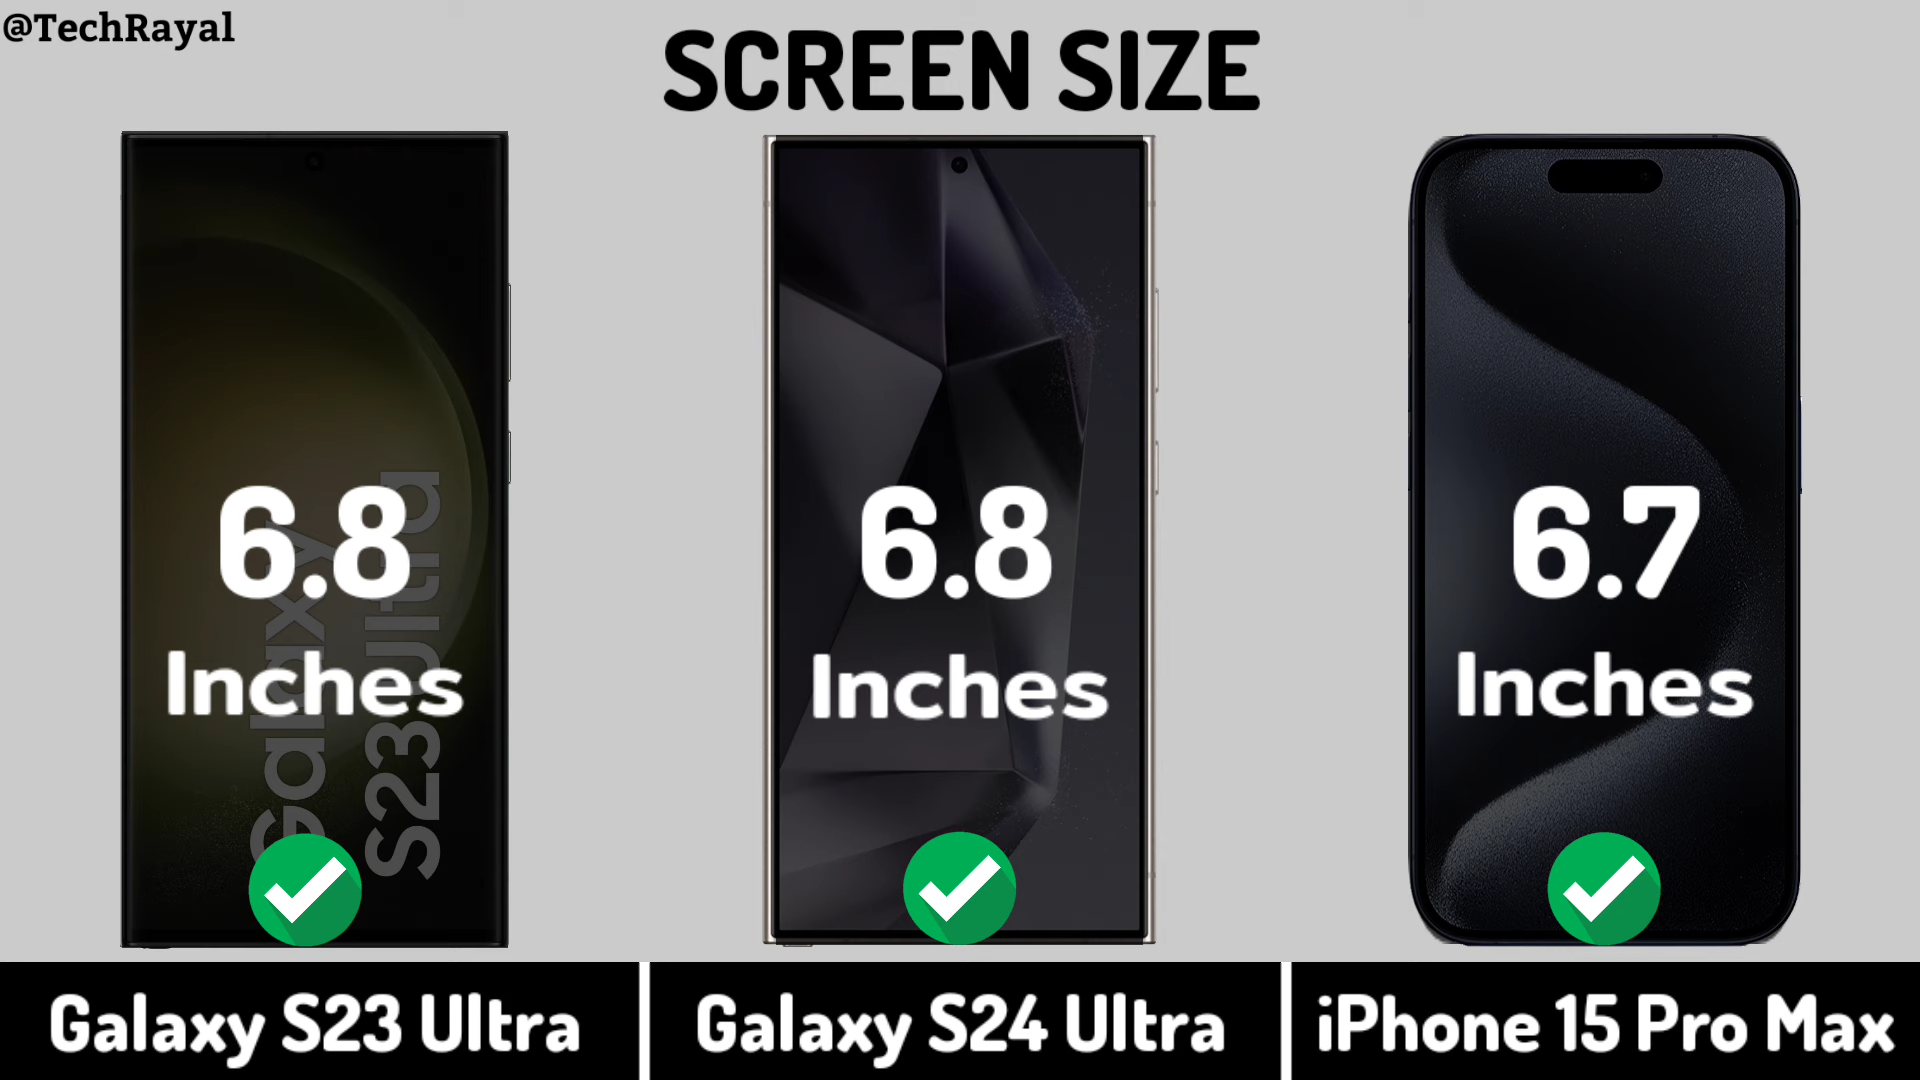 @TechRayal
SCREEN SIZE
Galaxy
S23 Ultra
6.8
Inches
6.8
Inches
6.7
Inches
Galaxy S23 Ultra
Galaxy S24 Ultra
iPhone 15 Pro Max